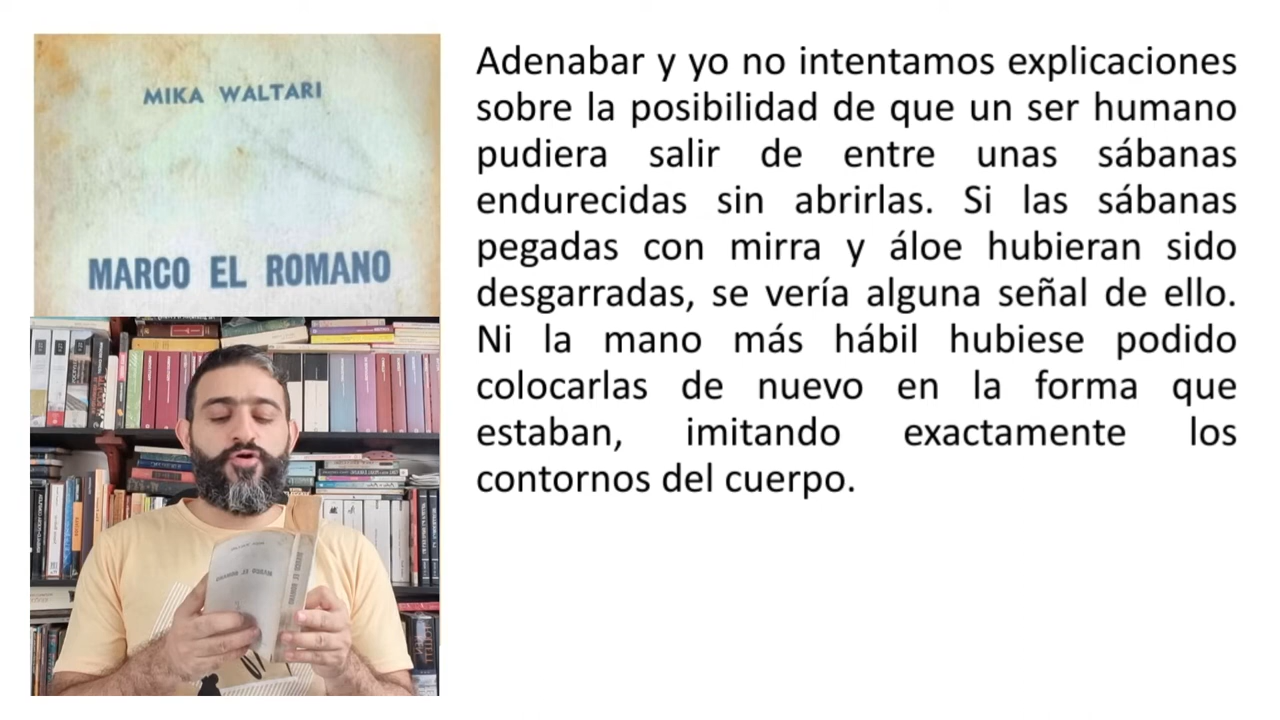 MIKA WALTARI
MARCO EL ROMANO
Adenabar y yo no intentamos explicaciones
sobre la posibilidad de que un ser humano
pudiera salir de entre unas sábanas
endurecidas sin abrirlas. Si las sábanas
pegadas con mirra y áloe hubieran sido
desgarradas, se vería alguna señal de ello.
Ni la mano más hábil hubiese podido
colocarlas de nuevo en la forma que
estaban, imitando exactamente los
contornos del cuerpo.